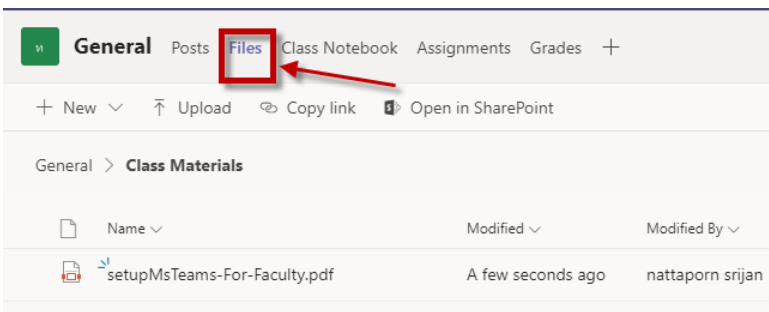 ท General Posts Files Class Notebook Assignments Grades
New Upload Copy link Open in SharePoint
General > Class Materials
Name Modified Modified By
setupMsTeams-For-Faculty.pdf A few seconds ago nattaporn srijan